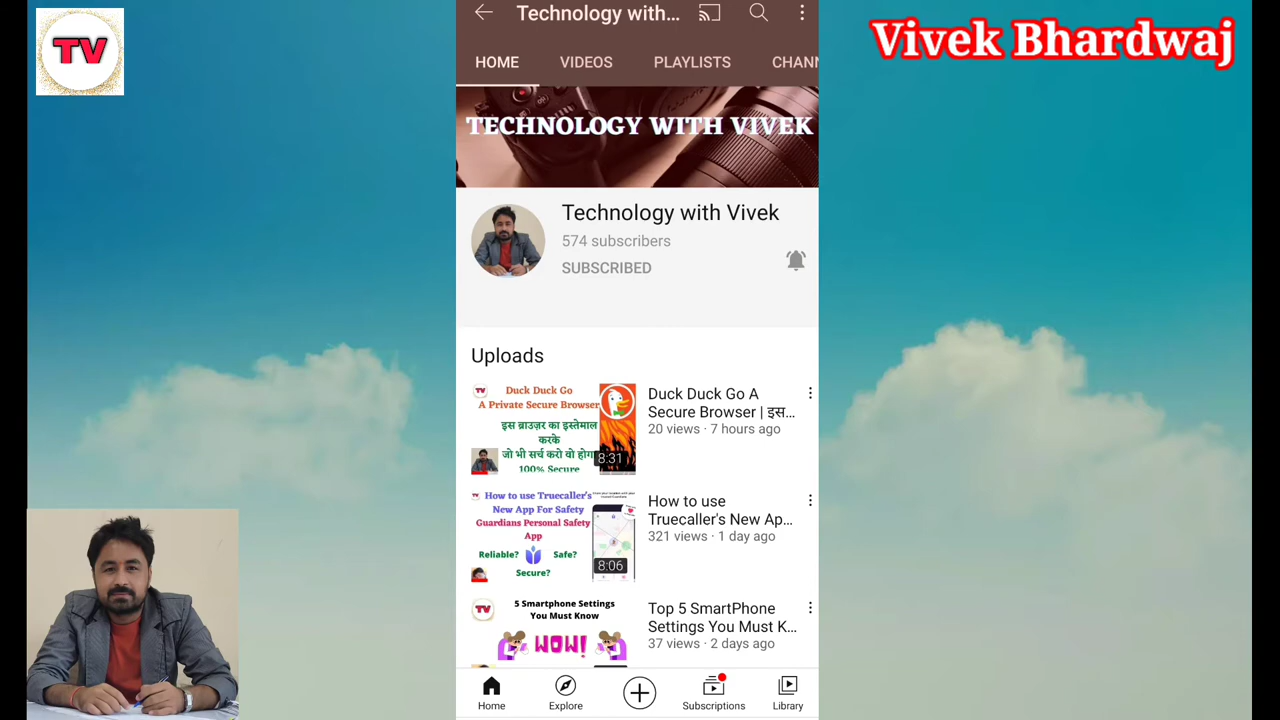 TV
Vivek Bhardwaj
Technology with...
HOME VIDEOS PLAYLISTS CHANN
TECHNOLOGY WITH VIVEK
Technology with Vivek
574 subscribers
SUBSCRIBED
Uploads
TV
Duck Duck Go
A Private Secure Browser
इस ब्राउज़र का इस्तेमाल
करके
जो भी सर्च करो वो होगा
100% Secure
8:31
Duck Duck Go A
Secure Browser | इस...
20 views · 7 hours ago
How to use Truecaller's
New App For Safety
Guardians Personal Safety
App
Reliable? Safe?
Secure?
8:06
How to use
Truecaller's New Ap...
321 views · 1 day ago
TV
5 Smartphone Settings
You Must Know
WOW!
Top 5 SmartPhone
Settings You Must K...
37 views · 2 days ago
Home Explore Subscriptions Library